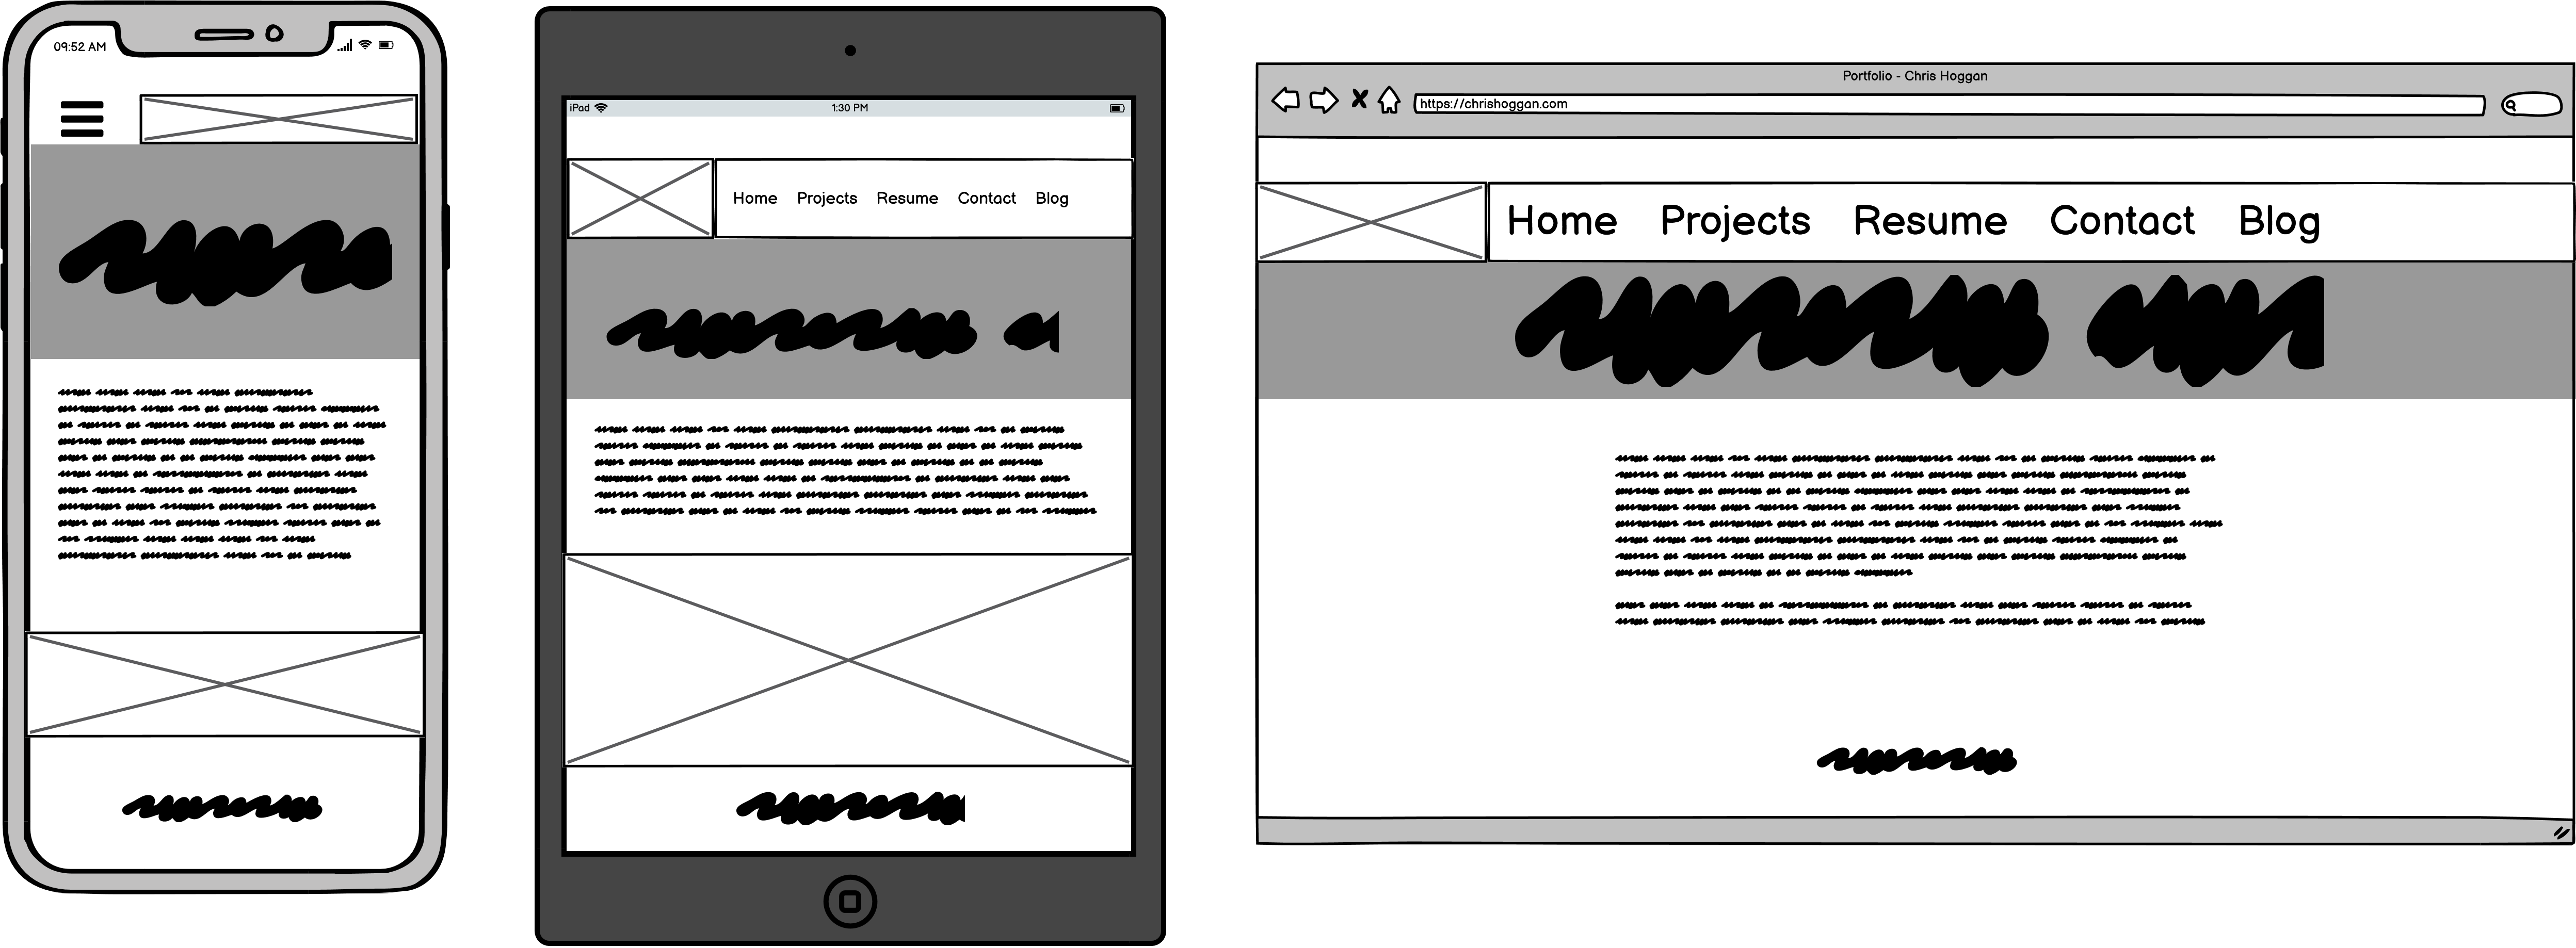 09:52 AM
iPad
1:30 PM
Home Projects Resume Contact Blog
Portfolio - Chris Hoggan
https://chrishoggan.com
Home Projects Resume Contact Blog